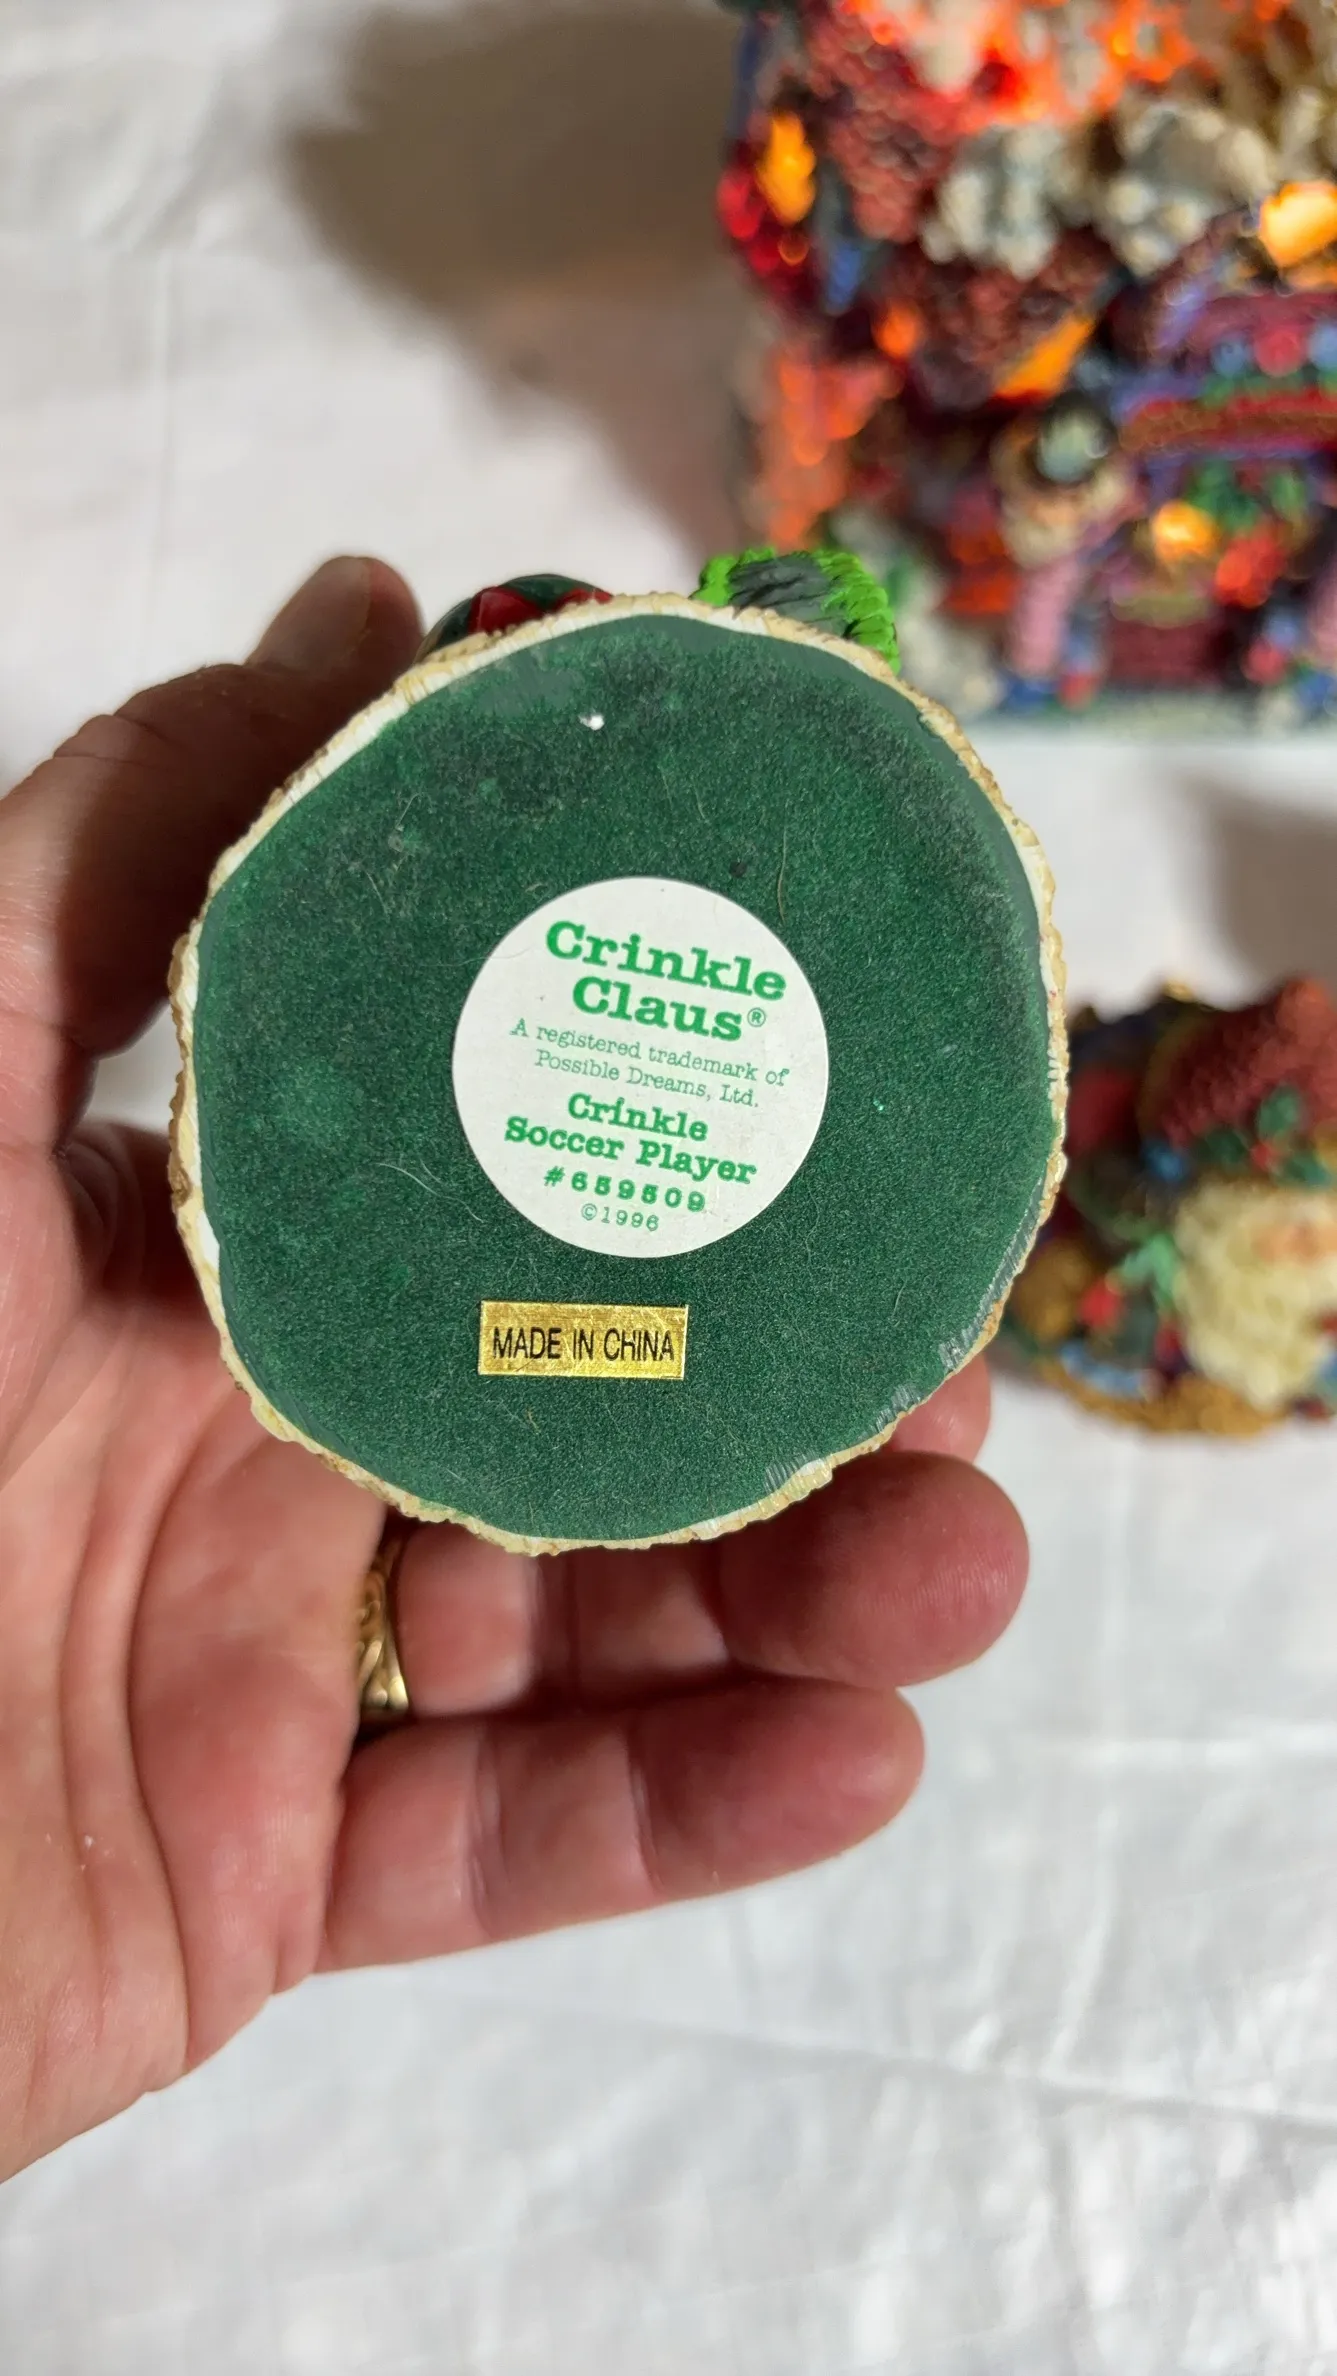 Crinkle
Claus®
A registered trademark of
Possible Dreams, Ltd.
Crinkle
Soccer Player
#659509
©1996
MADE IN CHINA